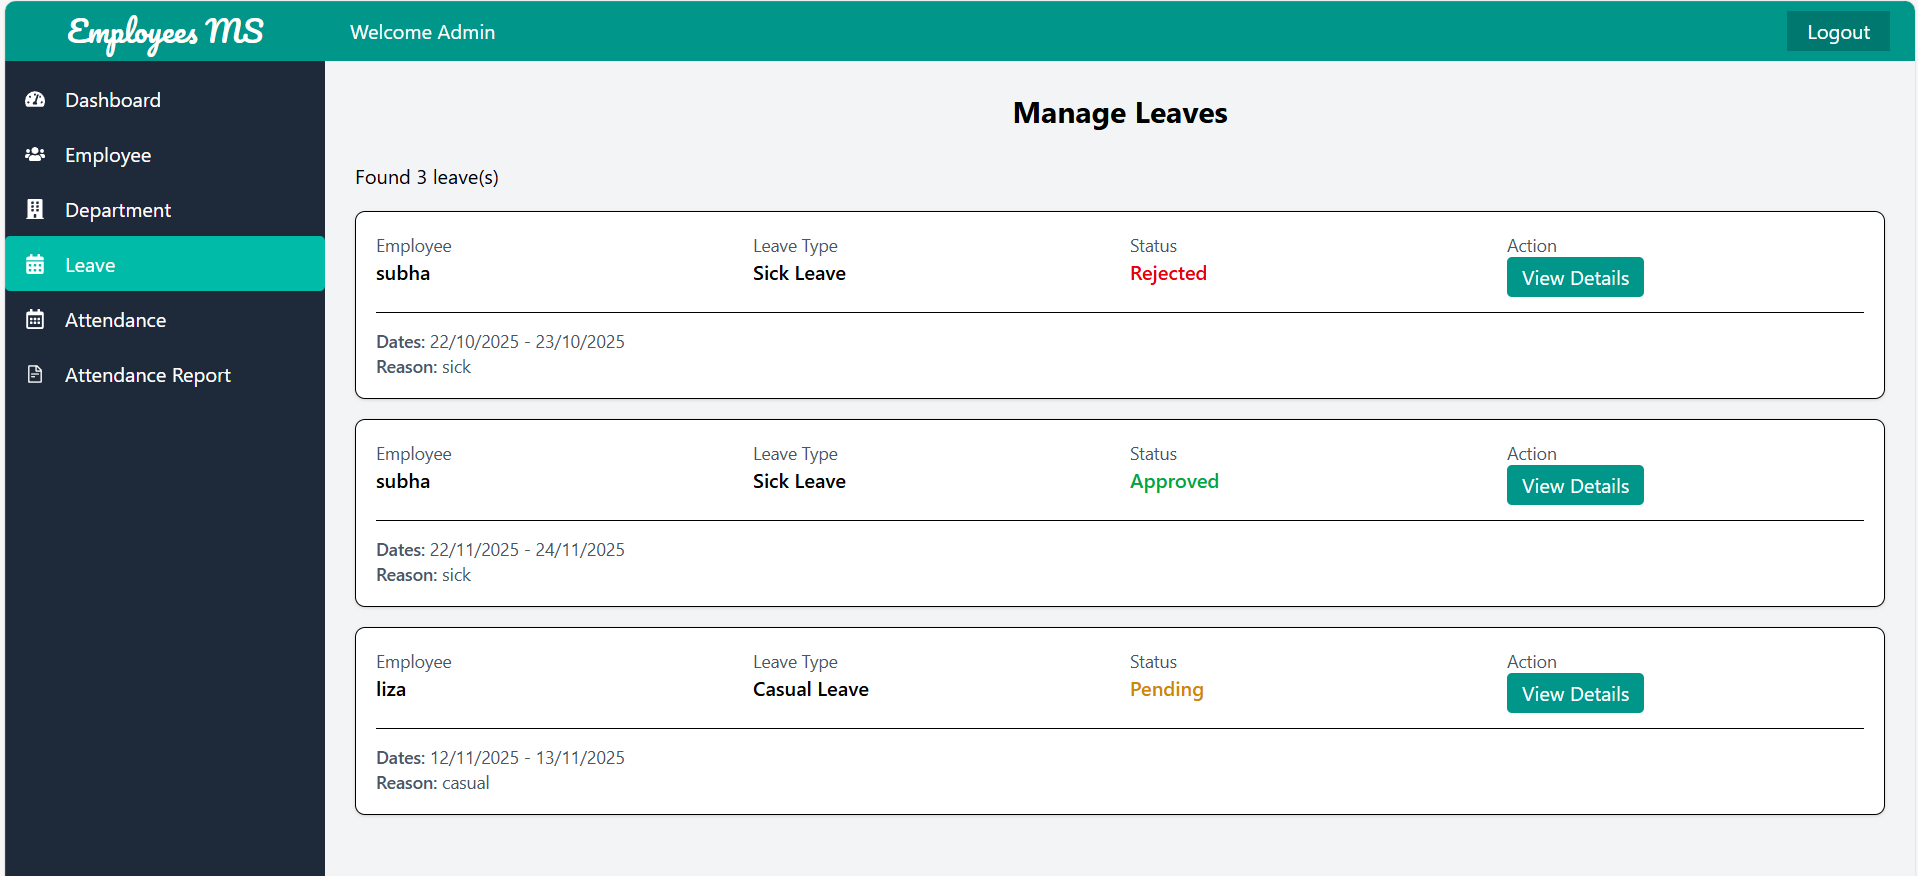 Employees MS
Welcome Admin
Logout
Dashboard
Employee
Department
Leave
Attendance
Attendance Report
Manage Leaves
Found 3 leave(s)
Employee Leave Type Status Action
subha Sick Leave Rejected View Details
Dates: 22/10/2025 - 23/10/2025
Reason: sick
Employee Leave Type Status Action
subha Sick Leave Approved View Details
Dates: 22/11/2025 - 24/11/2025
Reason: sick
Employee Leave Type Status Action
liza Casual Leave Pending View Details
Dates: 12/11/2025 - 13/11/2025
Reason: casual